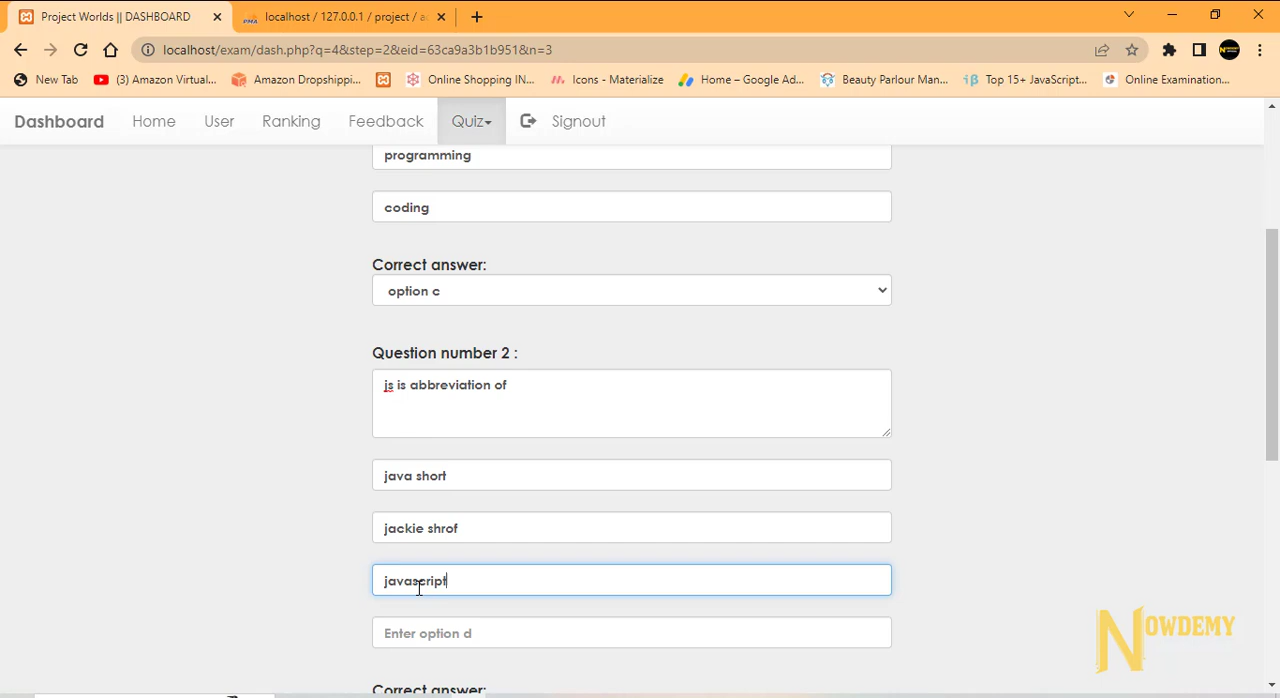 Project Worlds || DASHBOARD
localhost / 127.0.0.1 / project / a
localhost/exam/dash.php?q=4&step=2&eid=63ca9a3b1b951&n=3
New Tab
(3) Amazon Virtual...
Amazon Dropshippi...
Online Shopping IN...
Icons - Materialize
Home – Google Ad...
Beauty Parlour Man...
Top 15+ JavaScript...
Online Examination...
Dashboard
Home
User
Ranking
Feedback
Quiz
Signout
programming
coding
Correct answer:
option c
Question number 2 :
js is abbreviation of
java short
jackie shrof
javascript
Enter option d
Correct answer:
NOWDEMY